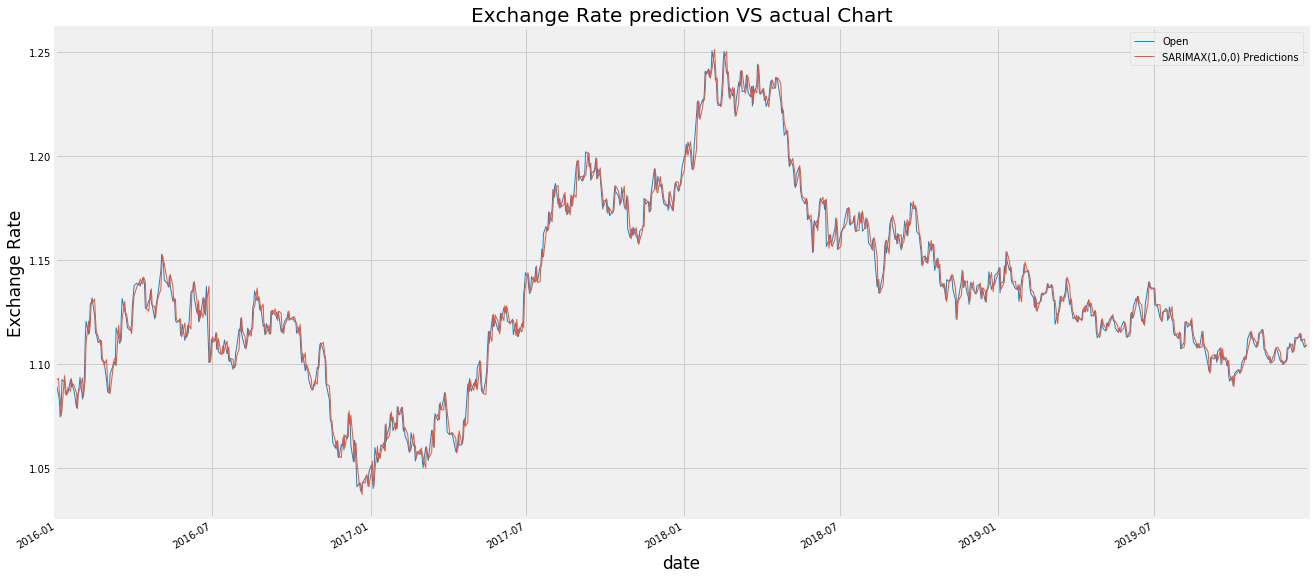 Exchange Rate prediction VS actual Chart
Open
SARIMAX(1,0,0) Predictions
Exchange Rate
1.25
1.20
1.15
1.10
1.05
2016-01
2016-07
2017-01
2017-07
2018-01
2018-07
2019-01
2019-07
date